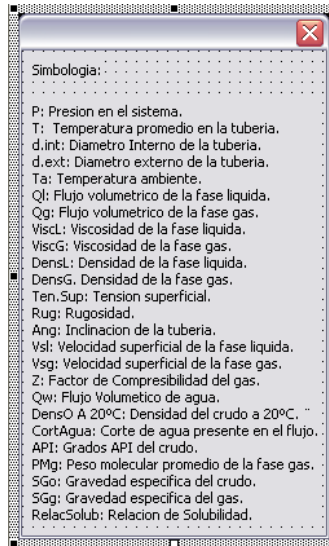 Simbologia:
P: Presion en el sistema.
T: Temperatura promedio en la tuberia.
d.int: Diametro Interno de la tuberia.
d.ext: Diametro externo de la tuberia.
Ta: Temperatura ambiente.
Ql: Flujo volumetrico de la fase liquida.
Qg: Flujo volumetrico de la fase gas.
ViscL: Viscosidad de la fase liquida.
ViscG: Viscosidad de la fase gas.
DensL: Densidad de la fase liquida.
DensG. Densidad de la fase gas.
Ten.Sup: Tension superficial.
Rug: Rugosidad.
Ang: Inclinacion de la tuberia.
Vsl: Velocidad superficial de la fase liquida.
Vsg: Velocidad superficial de la fase gas.
Z: Factor de Compresibilidad del gas.
Qw: Flujo Volumetico de agua.
DensO A 20ºC: Densidad del crudo a 20ºC. ¨
CortAgua: Corte de agua presente en el flujo.
API: Grados API del crudo.
PMg: Peso molecular promedio de la fase gas.
SGo: Gravedad especifica del crudo.
SGg: Gravedad especifica del gas.
RelacSolub: Relacion de Solubilidad.